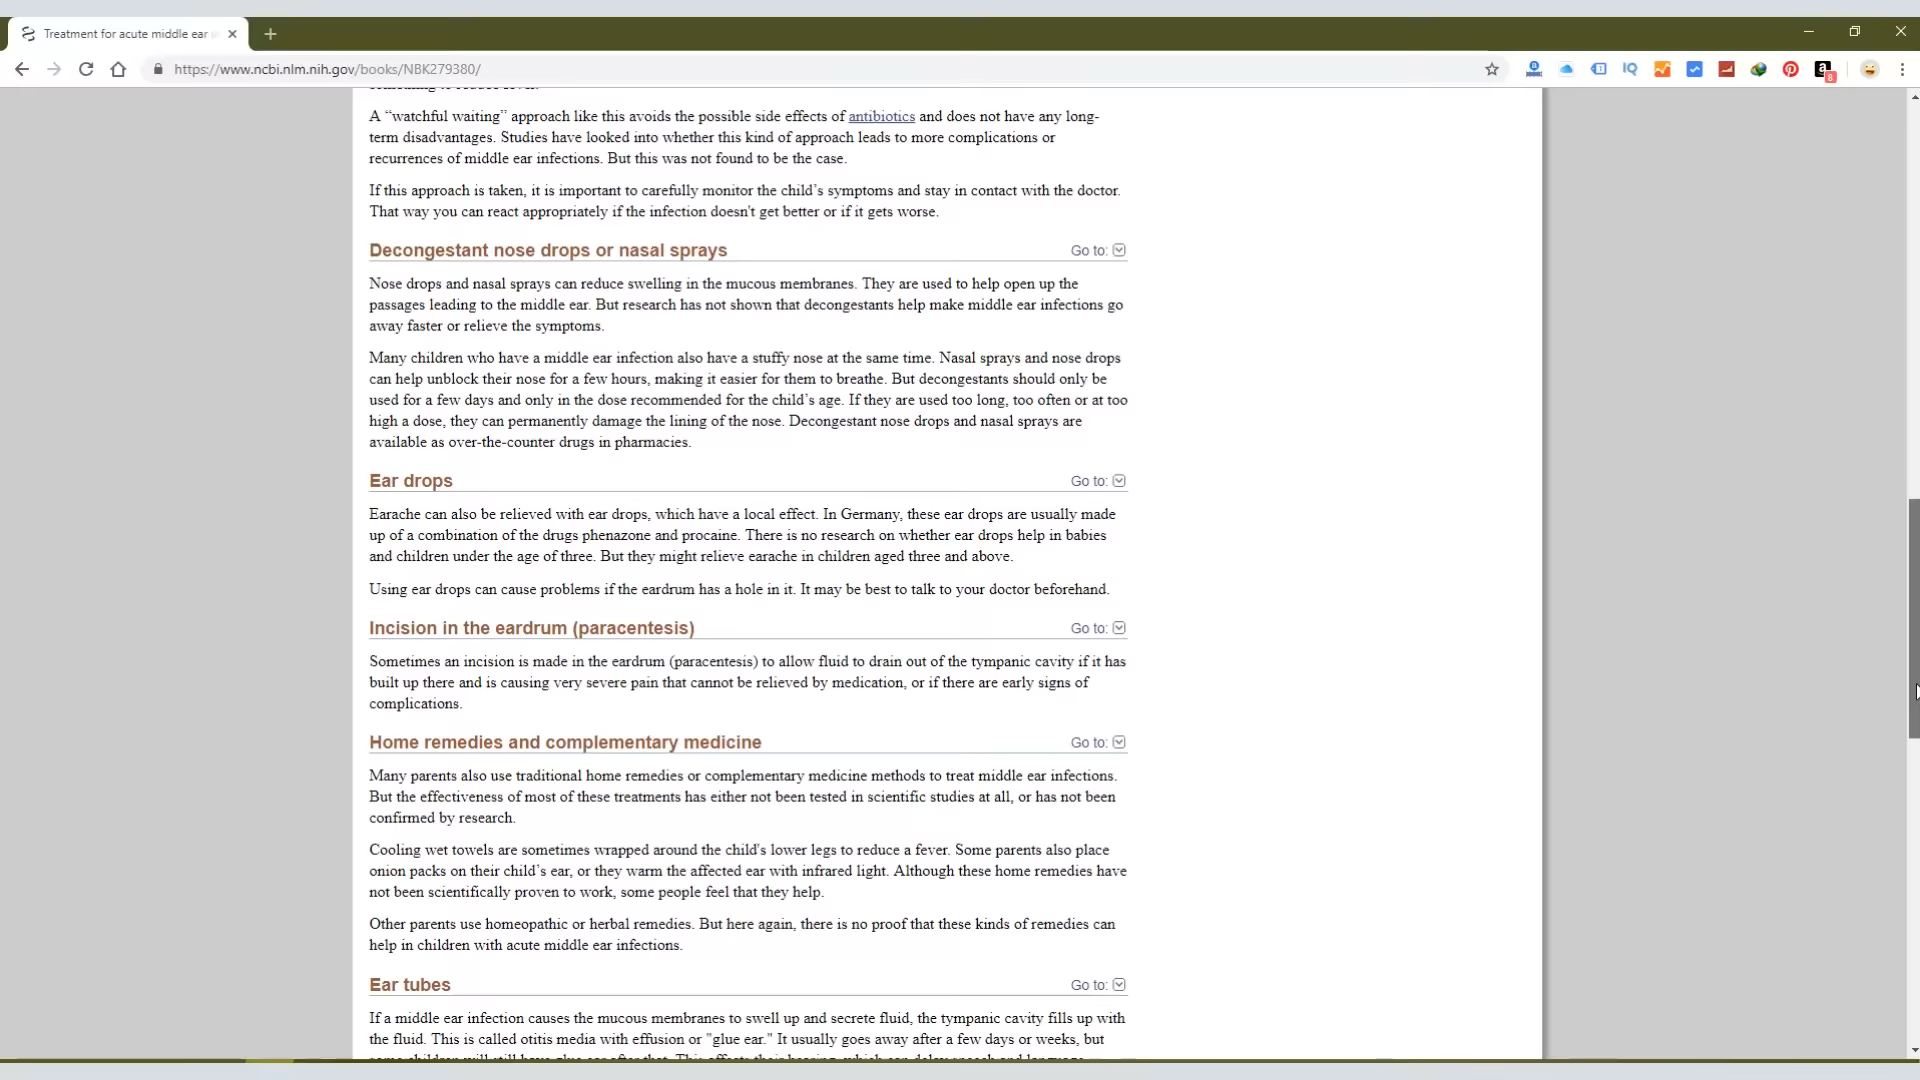 Treatment for acute middle ear
https://www.ncbi.nlm.nih.gov/books/NBK279380/
IQ
8
A “watchful waiting” approach like this avoids the possible side effects of antibiotics and does not have any long-
term disadvantages. Studies have looked into whether this kind of approach leads to more complications or
recurrences of middle ear infections. But this was not found to be the case.
If this approach is taken, it is important to carefully monitor the child’s symptoms and stay in contact with the doctor.
That way you can react appropriately if the infection doesn't get better or if it gets worse.
Decongestant nose drops or nasal sprays Go to:
Nose drops and nasal sprays can reduce swelling in the mucous membranes. They are used to help open up the
passages leading to the middle ear. But research has not shown that decongestants help make middle ear infections go
away faster or relieve the symptoms.
Many children who have a middle ear infection also have a stuffy nose at the same time. Nasal sprays and nose drops
can help unblock their nose for a few hours, making it easier for them to breathe. But decongestants should only be
used for a few days and only in the dose recommended for the child’s age. If they are used too long, too often or at too
high a dose, they can permanently damage the lining of the nose. Decongestant nose drops and nasal sprays are
available as over-the-counter drugs in pharmacies.
Ear drops Go to:
Earache can also be relieved with ear drops, which have a local effect. In Germany, these ear drops are usually made
up of a combination of the drugs phenazone and procaine. There is no research on whether ear drops help in babies
and children under the age of three. But they might relieve earache in children aged three and above.
Using ear drops can cause problems if the eardrum has a hole in it. It may be best to talk to your doctor beforehand.
Incision in the eardrum (paracentesis) Go to:
Sometimes an incision is made in the eardrum (paracentesis) to allow fluid to drain out of the tympanic cavity if it has
built up there and is causing very severe pain that cannot be relieved by medication, or if there are early signs of
complications.
Home remedies and complementary medicine Go to:
Many parents also use traditional home remedies or complementary medicine methods to treat middle ear infections.
But the effectiveness of most of these treatments has either not been tested in scientific studies at all, or has not been
confirmed by research.
Cooling wet towels are sometimes wrapped around the child's lower legs to reduce a fever. Some parents also place
onion packs on their child’s ear, or they warm the affected ear with infrared light. Although these home remedies have
not been scientifically proven to work, some people feel that they help.
Other parents use homeopathic or herbal remedies. But here again, there is no proof that these kinds of remedies can
help in children with acute middle ear infections.
Ear tubes Go to:
If a middle ear infection causes the mucous membranes to swell up and secrete fluid, the tympanic cavity fills up with
the fluid. This is called otitis media with effusion or "glue ear." It usually goes away after a few days or weeks, but